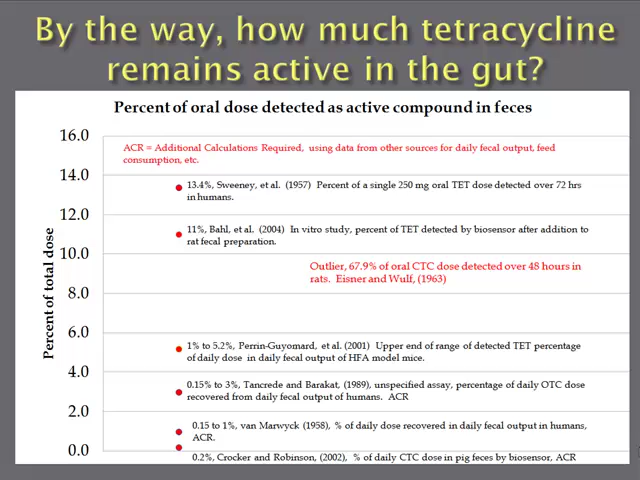 By the way, how much tetracycline
remains active in the gut?
Percent of oral dose detected as active compound in feces
Percent of total dose
16.0
14.0
12.0
10.0
8.0
6.0
4.0
2.0
0.0
ACR = Additional Calculations Required, using data from other sources for daily fecal output, feed
consumption, etc.
13.4%, Sweeney, et al. (1957) Percent of a single 250 mg oral TET dose detected over 72 hrs
in humans.
11%, Bahl, et al. (2004) In vitro study, percent of TET detected by biosensor after addition to
rat fecal preparation.
Outlier, 67.9% of oral CTC dose detected over 48 hours in
rats. Eisner and Wulf, (1963)
1% to 5.2%, Perrin-Guyomard, et al. (2001) Upper end of range of detected TET percentage
of daily dose in daily fecal output of HFA model mice.
0.15% to 3%, Tancrede and Barakat, (1989), unspecified assay, percentage of daily OTC dose
recovered from daily fecal output of humans. ACR
0.15 to 1%, van Marwyck (1958), % of daily dose recovered in daily fecal output in humans,
ACR.
0.2%, Crocker and Robinson, (2002), % of daily CTC dose in pig feces by biosensor, ACR